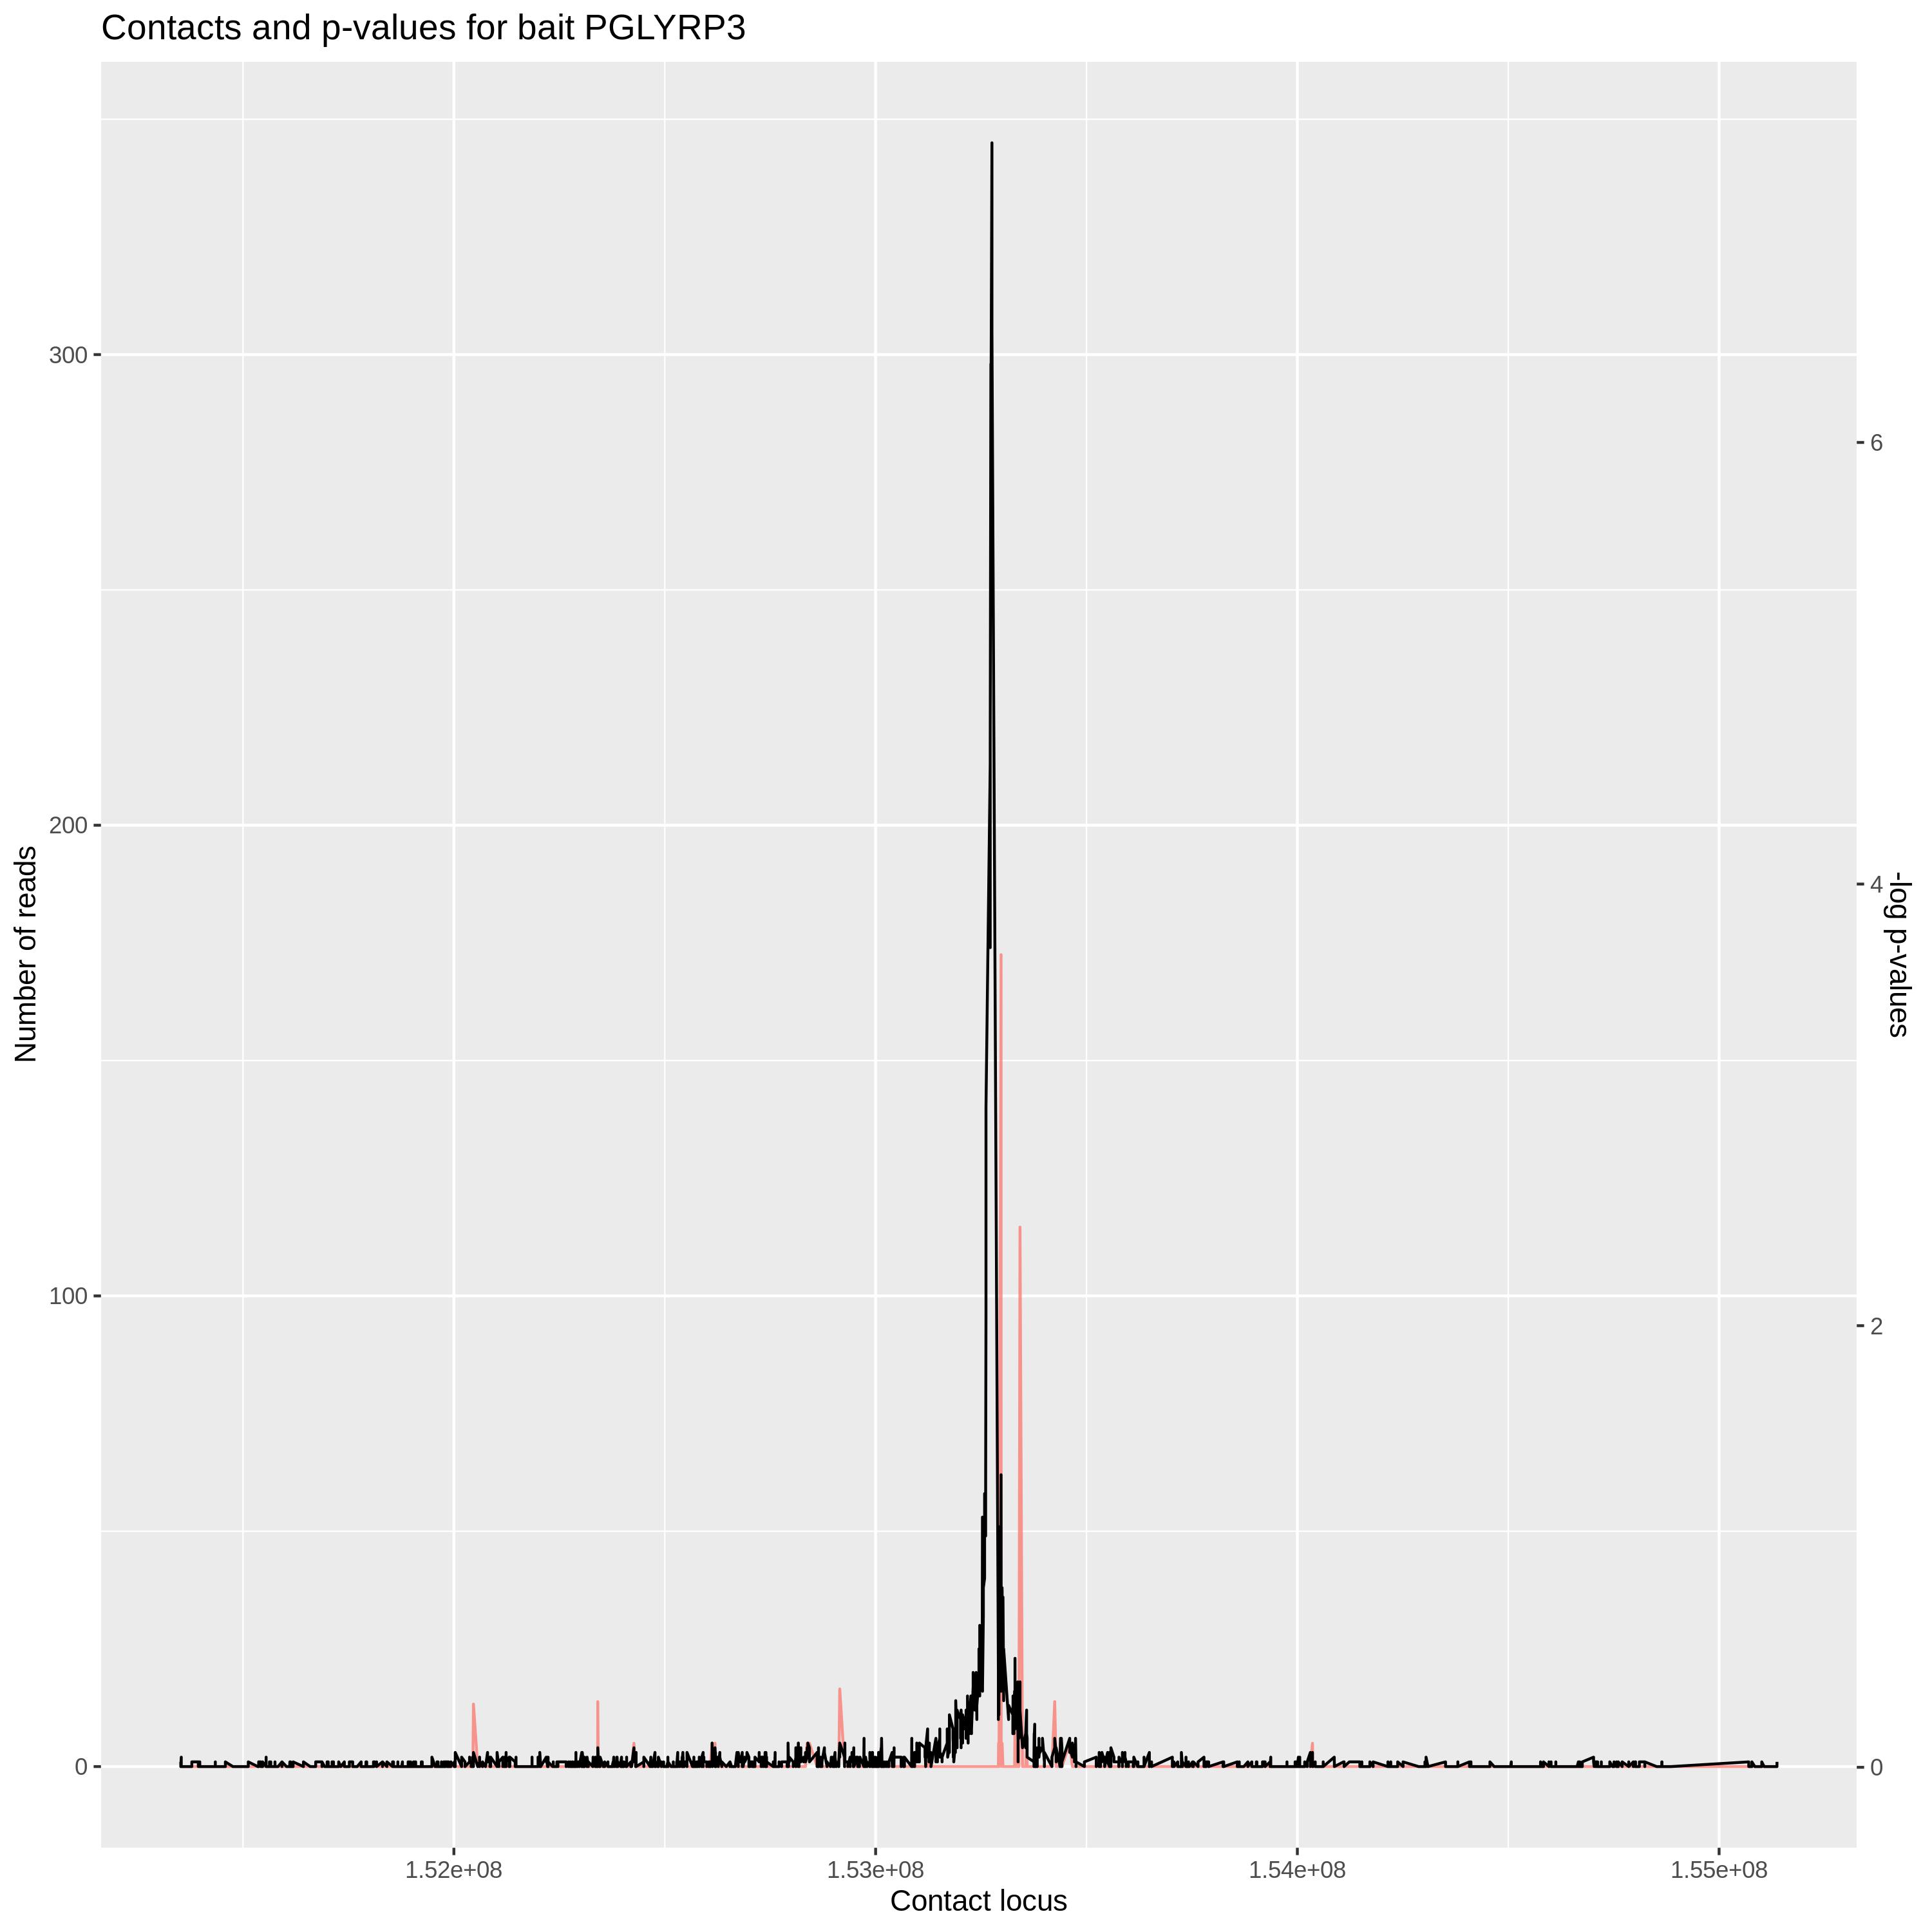 Contacts and p-values for bait PGLYRP3
300
200
100
0
Number of reads
6
4
2
0
-log p-values
1.52e+08
1.53e+08
1.54e+08
1.55e+08
Contact locus